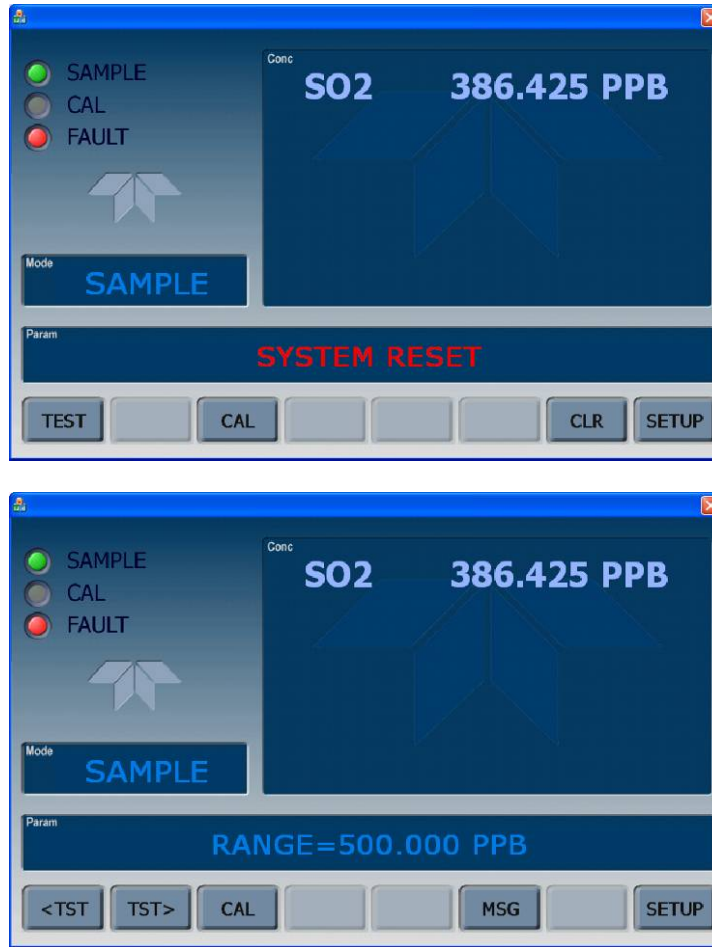 SAMPLE
CAL
FAULT
Conc
SO2 386.425 PPB
Mode
SAMPLE
Param
SYSTEM RESET
TEST CAL CLR SETUP
SAMPLE
CAL
FAULT
Conc
SO2 386.425 PPB
Mode
SAMPLE
Param
RANGE=500.000 PPB
<TST TST> CAL MSG SETUP